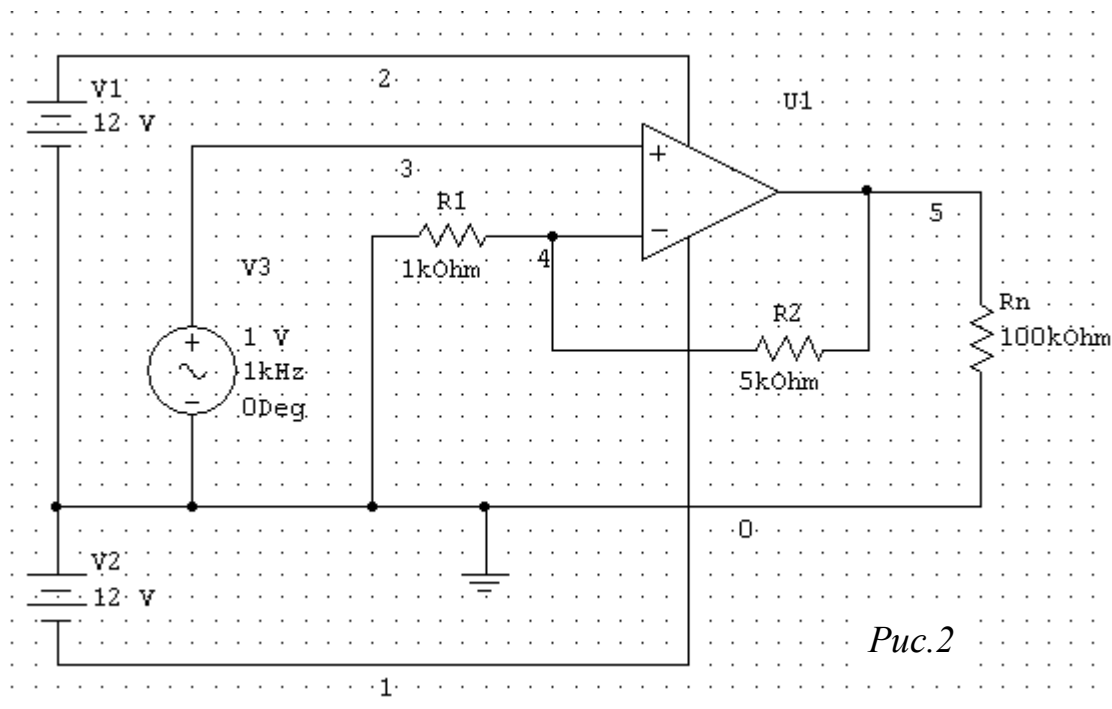 2
V1
12 V
U1
+
3
R1
−
5
4
1kOhm
V3
Rn
R2
+
1 V
100kOhm
1kHz
5kOhm
−
0Deg
0
V2
12 V
Рис.2
1